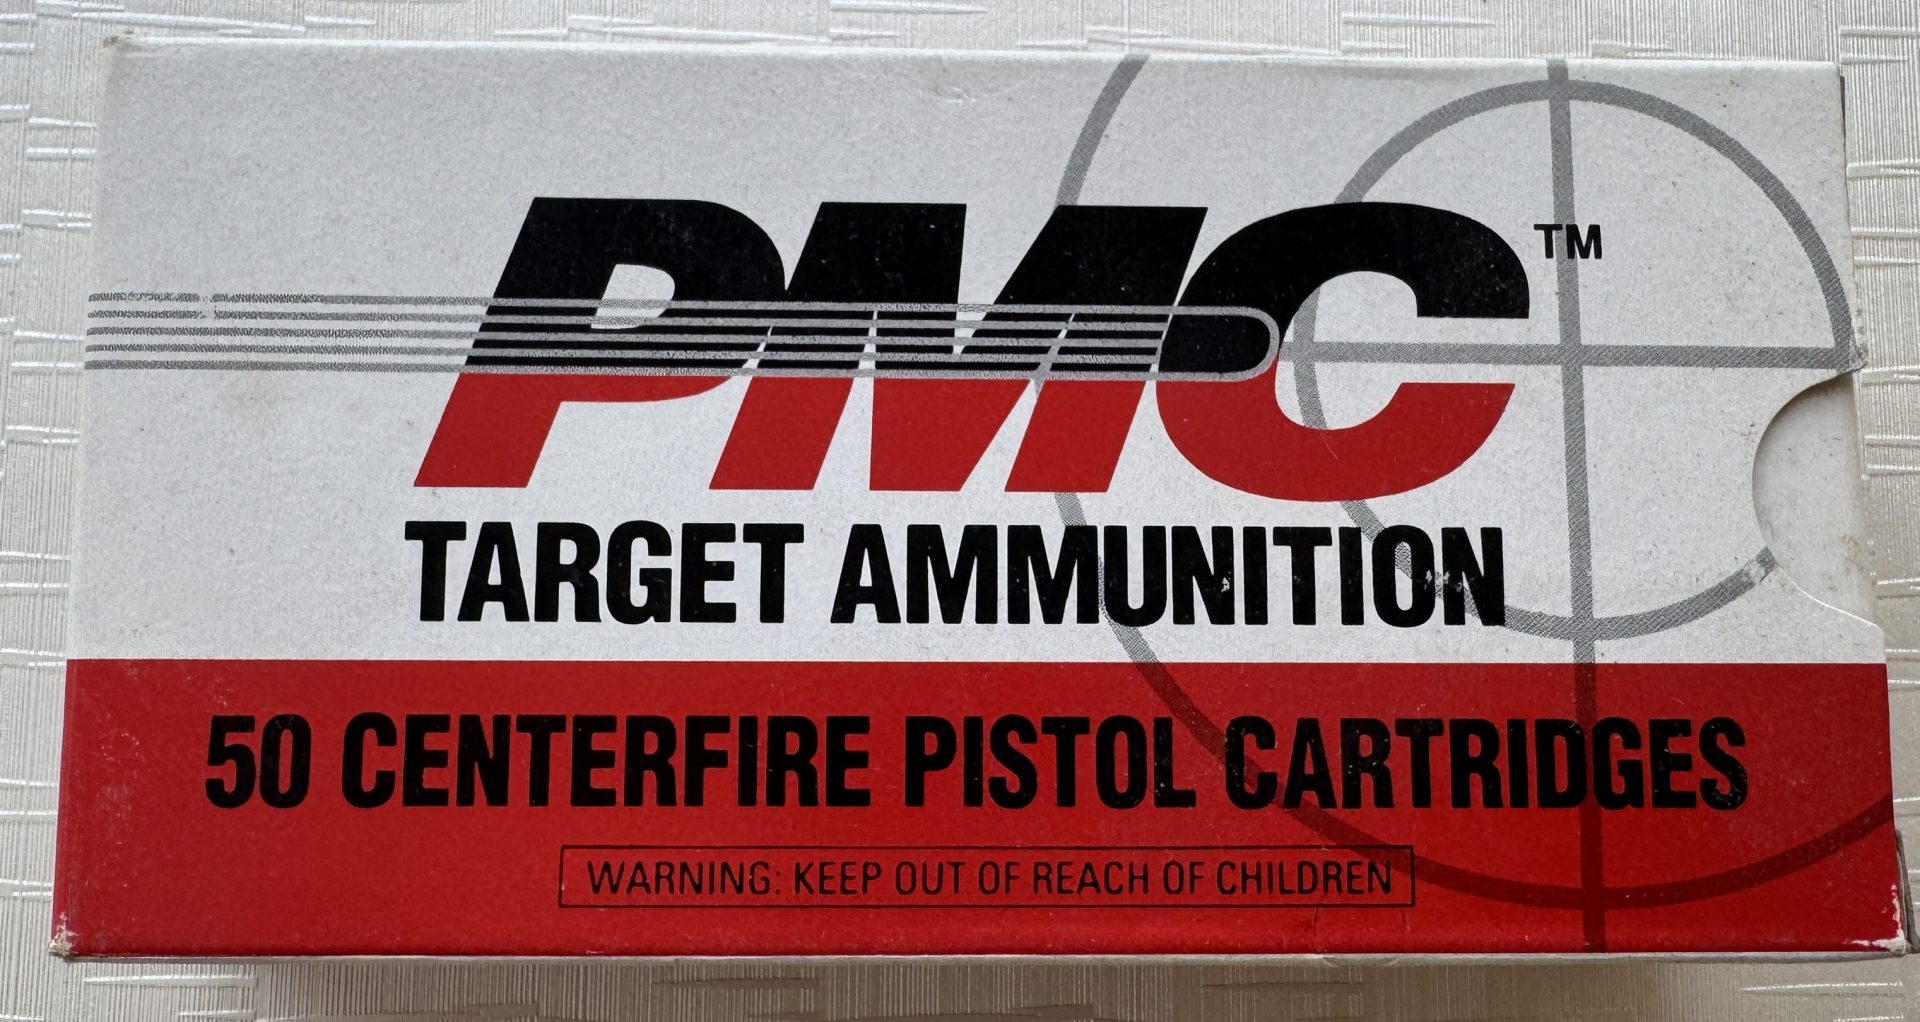 PMC™
TARGET AMMUNITION
50 CENTERFIRE PISTOL CARTRIDGES
WARNING: KEEP OUT OF REACH OF CHILDREN